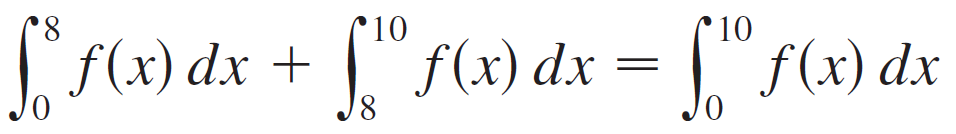 ∫₀⁸ f(x) dx + ∫₈¹⁰ f(x) dx = ∫₀¹⁰ f(x) dx